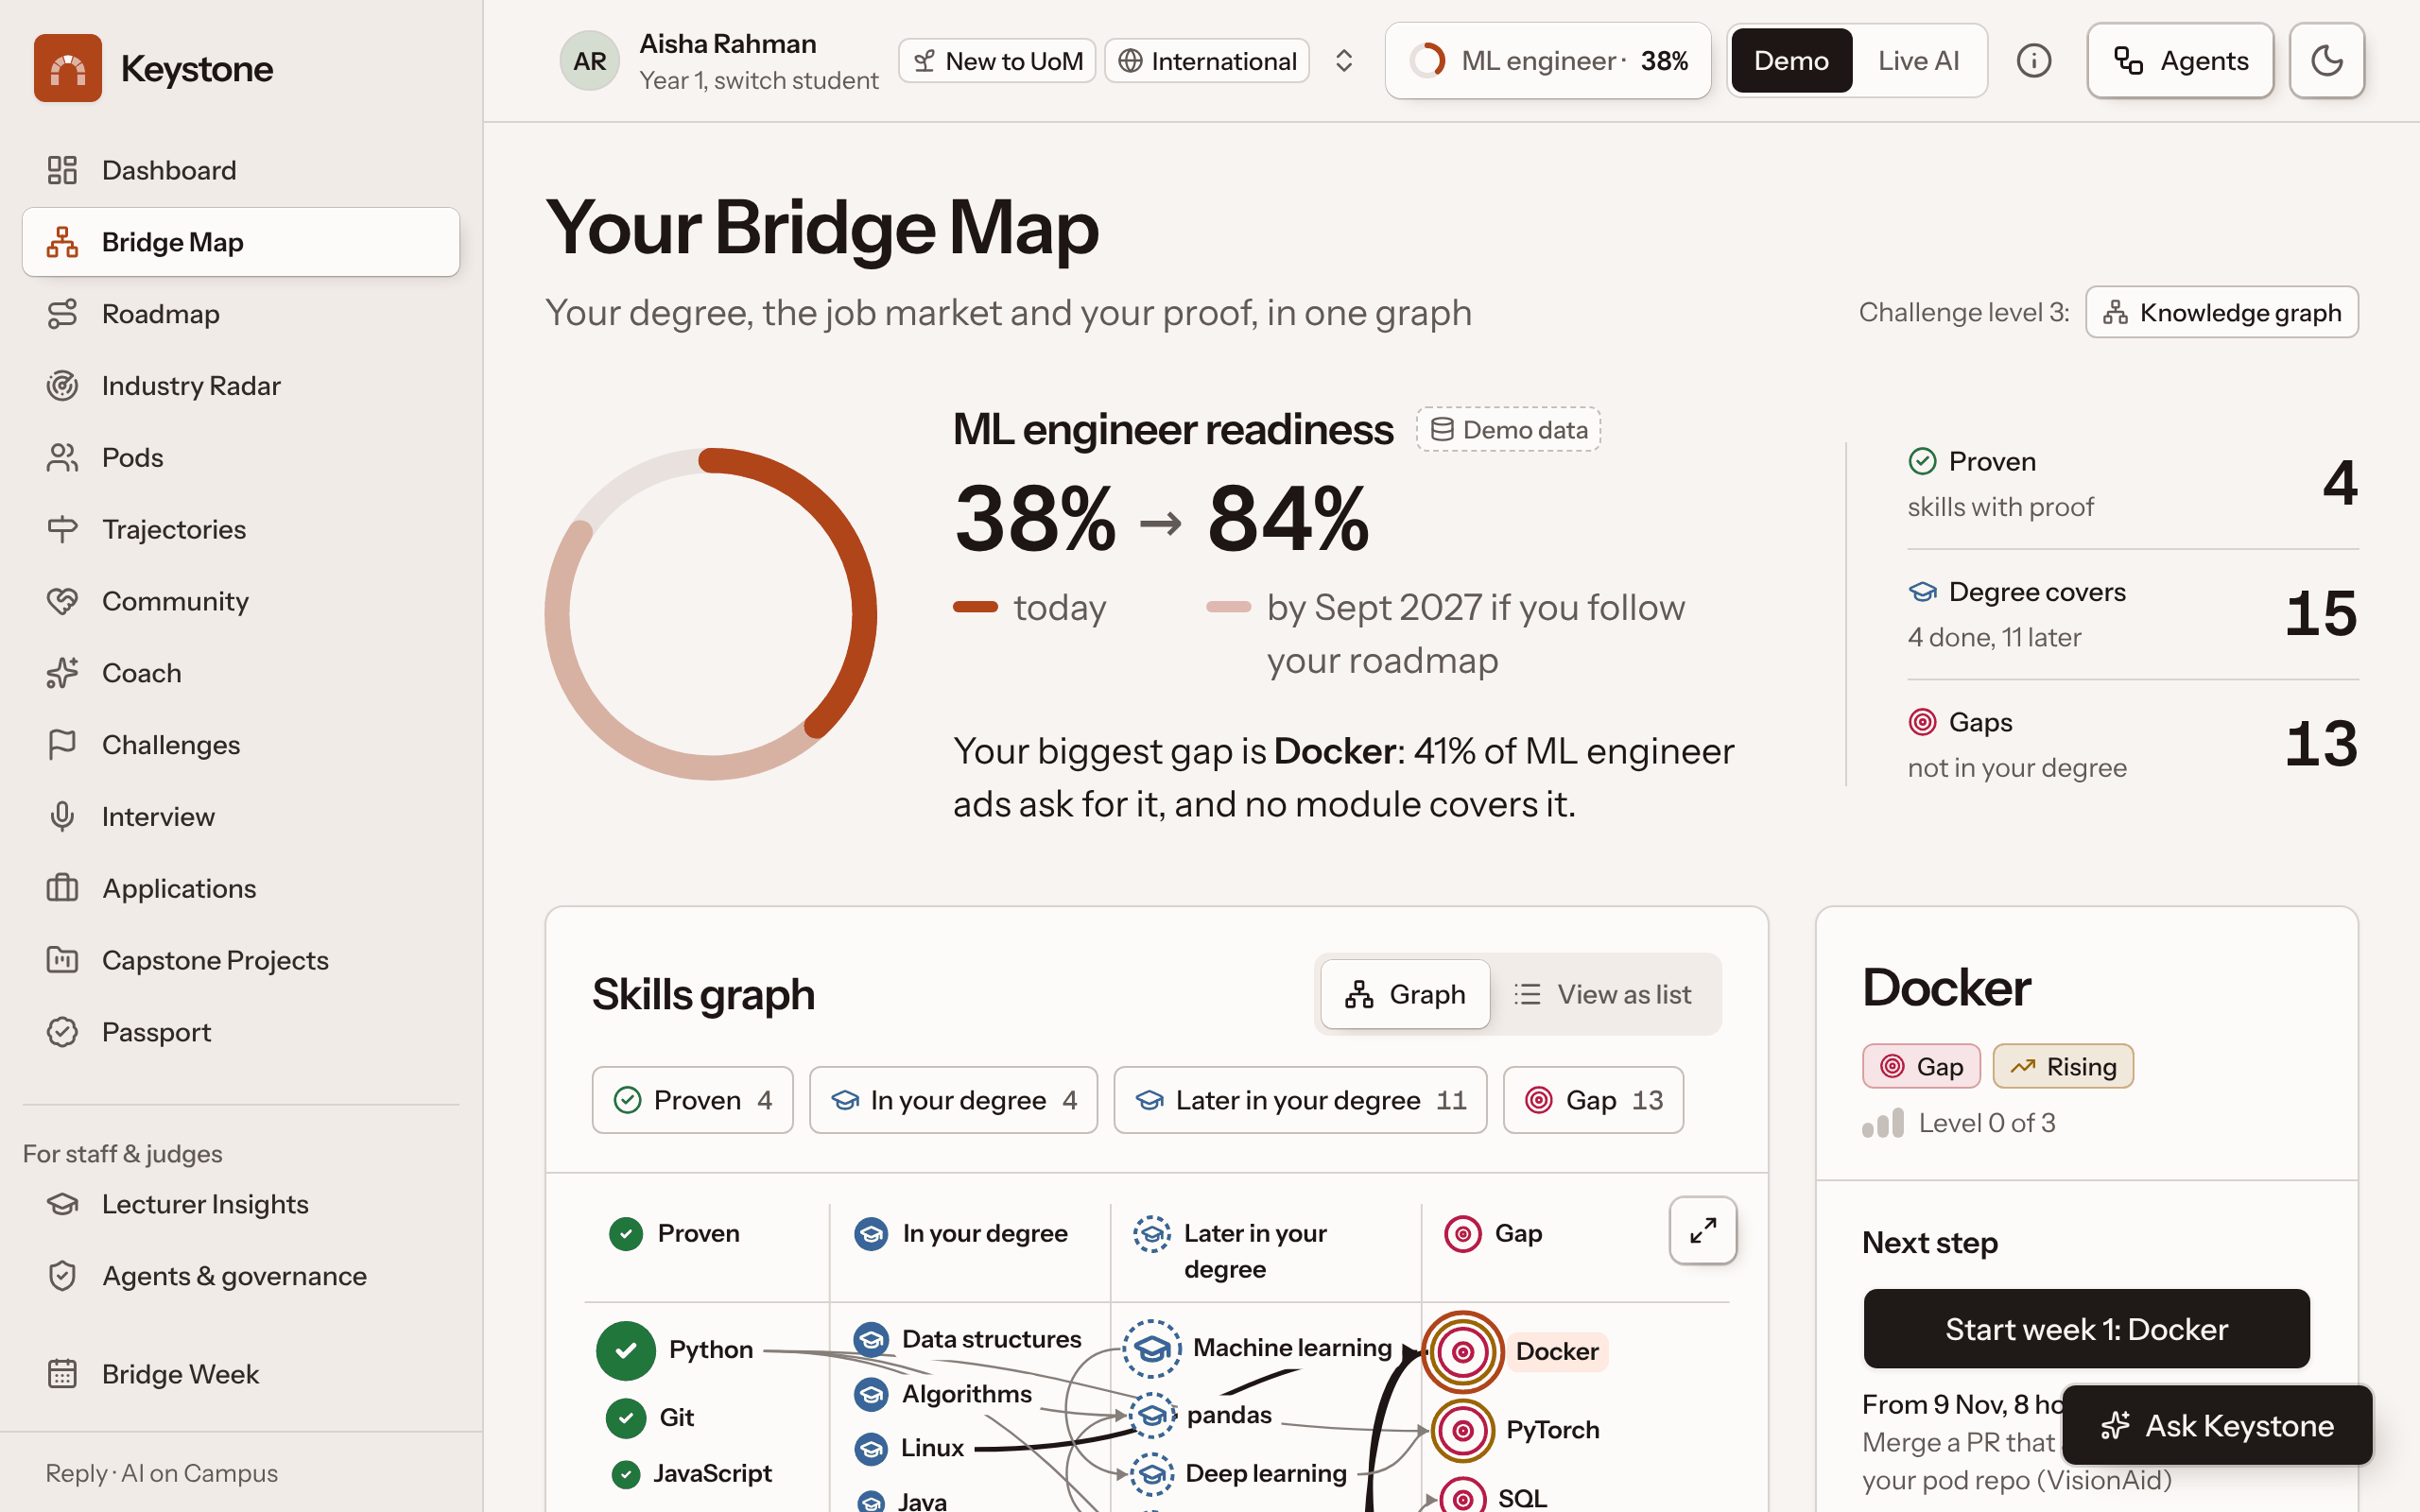 Keystone
Dashboard
Bridge Map
Roadmap
Industry Radar
Pods
Trajectories
Community
Coach
Challenges
Interview
Applications
Capstone Projects
Passport
For staff & judges
Lecturer Insights
Agents & governance
Bridge Week
Reply · AI on Campus
AR
Aisha Rahman
Year 1, switch student
New to UoM
International
ML engineer · 38%
Demo
Live AI
Agents
Your Bridge Map
Your degree, the job market and your proof, in one graph
Challenge level 3:
Knowledge graph
ML engineer readiness
Demo data
38% → 84%
today
by Sept 2027 if you follow
your roadmap
Your biggest gap is Docker: 41% of ML engineer
ads ask for it, and no module covers it.
Proven
skills with proof
4
Degree covers
4 done, 11 later
15
Gaps
not in your degree
13
Skills graph
Graph
View as list
Proven 4
In your degree 4
Later in your degree 11
Gap 13
Proven
In your degree
Later in your
degree
Gap
Python
Git
JavaScript
Data structures
Algorithms
Linux
Java
Machine learning
pandas
Deep learning
Docker
PyTorch
SQL
Docker
Gap
Rising
Level 0 of 3
Next step
Start week 1: Docker
From 9 Nov, 8 ho
Merge a PR that
your pod repo (VisionAid)
Ask Keystone